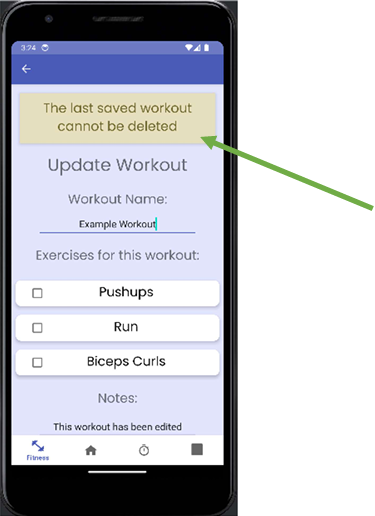 3:24
The last saved workout
cannot be deleted
Update Workout
Workout Name:
Example Workout
Exercises for this workout:
Pushups
Run
Biceps Curls
Notes:
This workout has been edited
Fitness